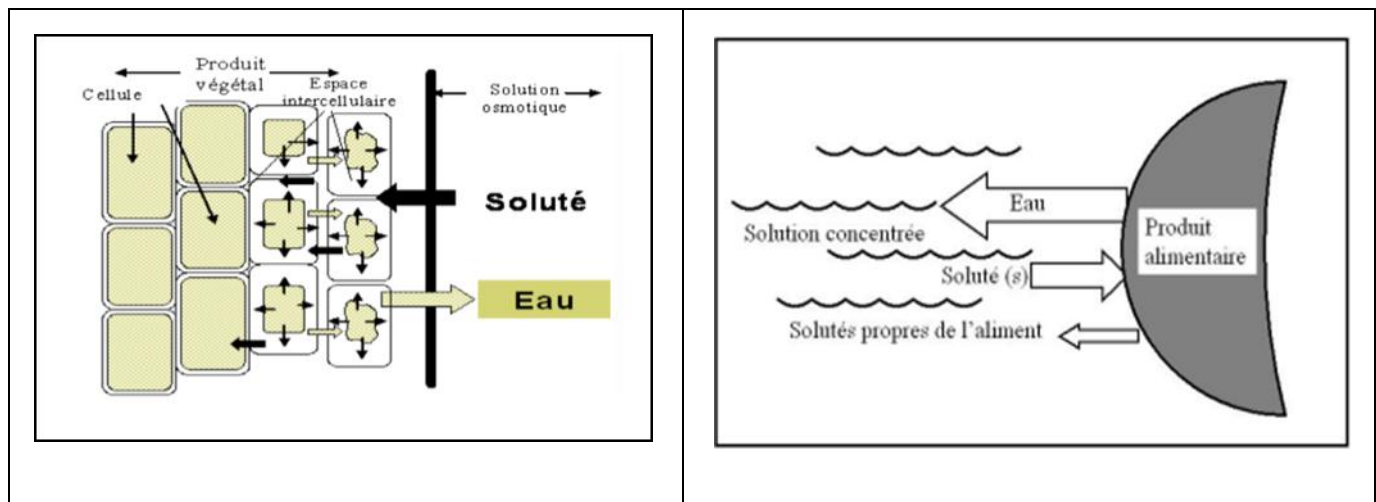 Produit
végétal
Cellule
Espace
intercellulaire
Solution
osmotique
Soluté
Eau
Eau
Solution concentrée
Soluté (s)
Solutés propres de l'aliment
Produit
alimentaire